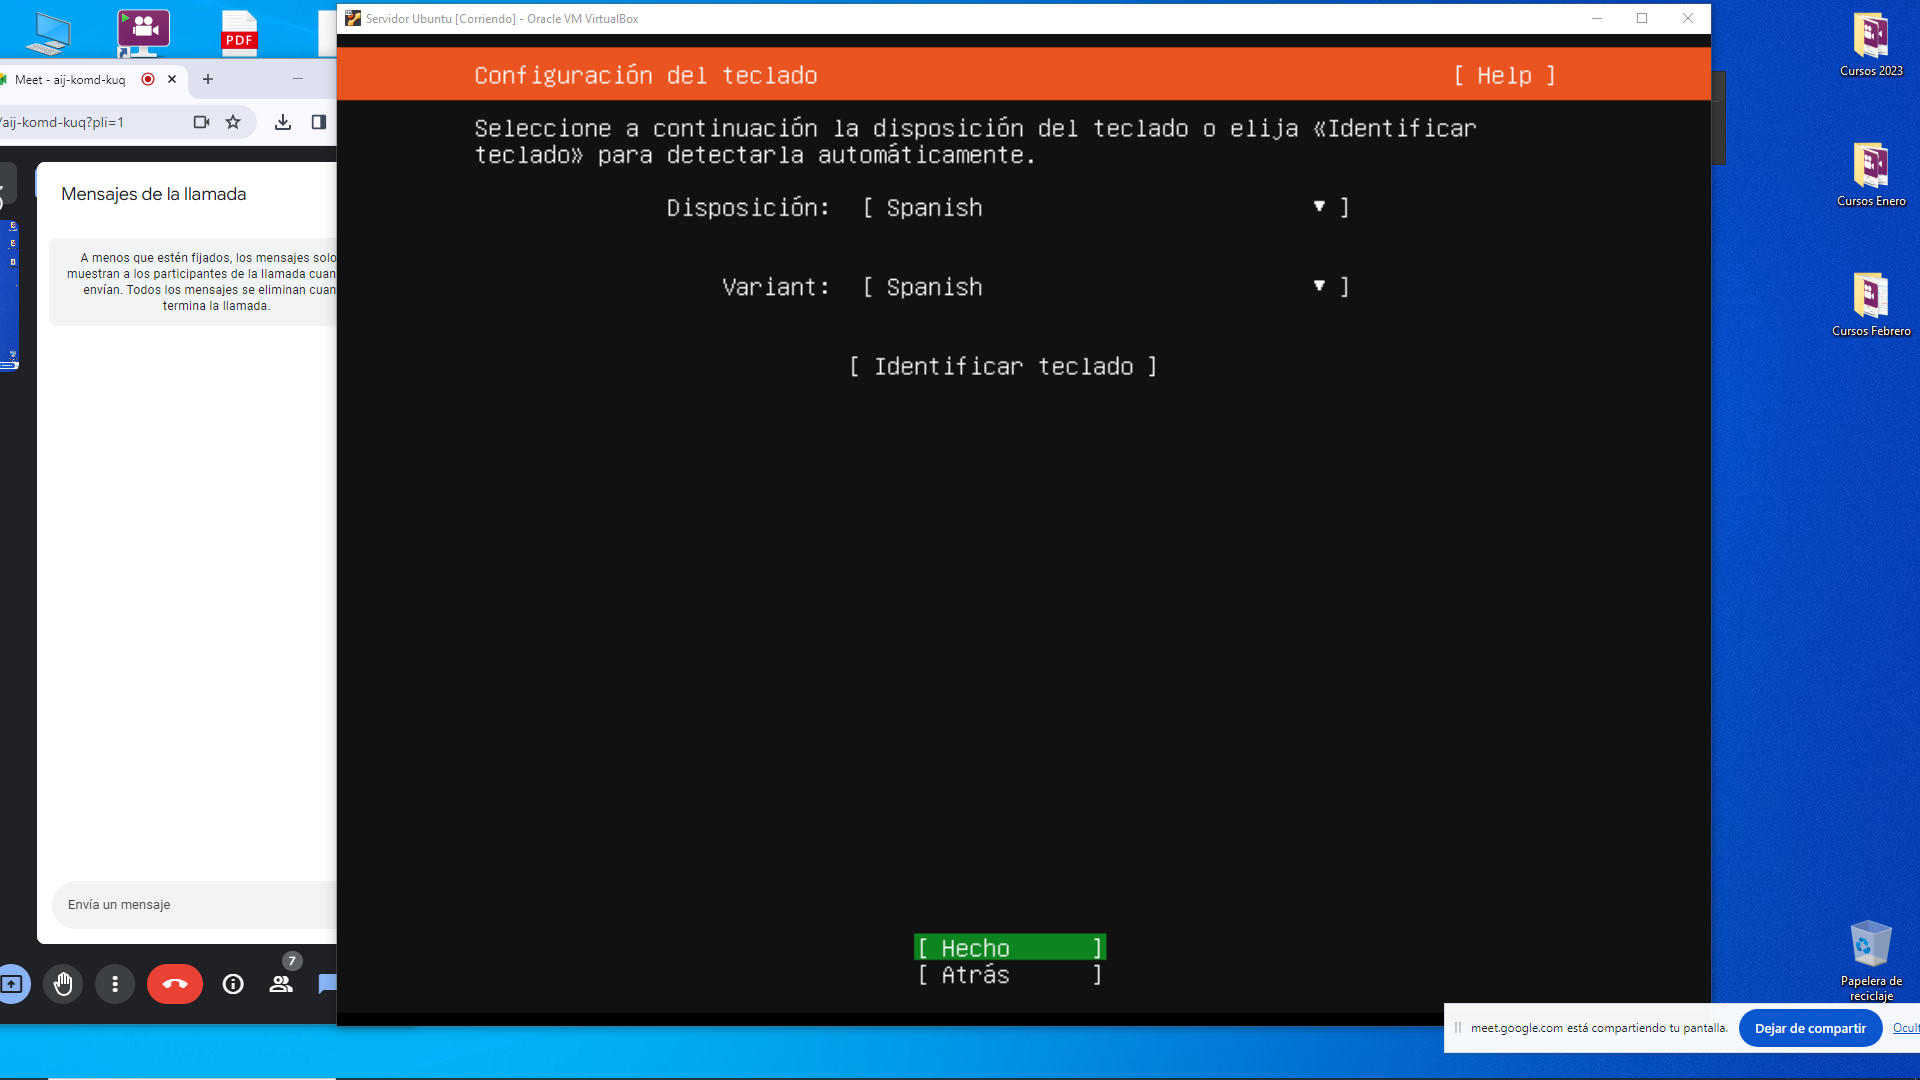 PDF
Servidor Ubuntu [Corriendo] - Oracle VM VirtualBox
Meet - aij-komd-kuq
/aij-komd-kuq?pli=1
Mensajes de la llamada
A menos que estén fijados, los mensajes solo
muestran a los participantes de la llamada cuan
envían. Todos los mensajes se eliminan cuan
termina la llamada.
Envía un mensaje
7
Configuración del teclado [ Help ]
Seleccione a continuación la disposición del teclado o elija «Identificar
teclado» para detectarla automáticamente.
Disposición: [ Spanish ▾ ]
Variant: [ Spanish ▾ ]
[ Identificar teclado ]
[ Hecho ]
[ Atrás ]
Cursos 2023
Cursos Enero
Cursos Febrero
Papelera de
reciclaje
meet.google.com está compartiendo tu pantalla. Dejar de compartir Ocult